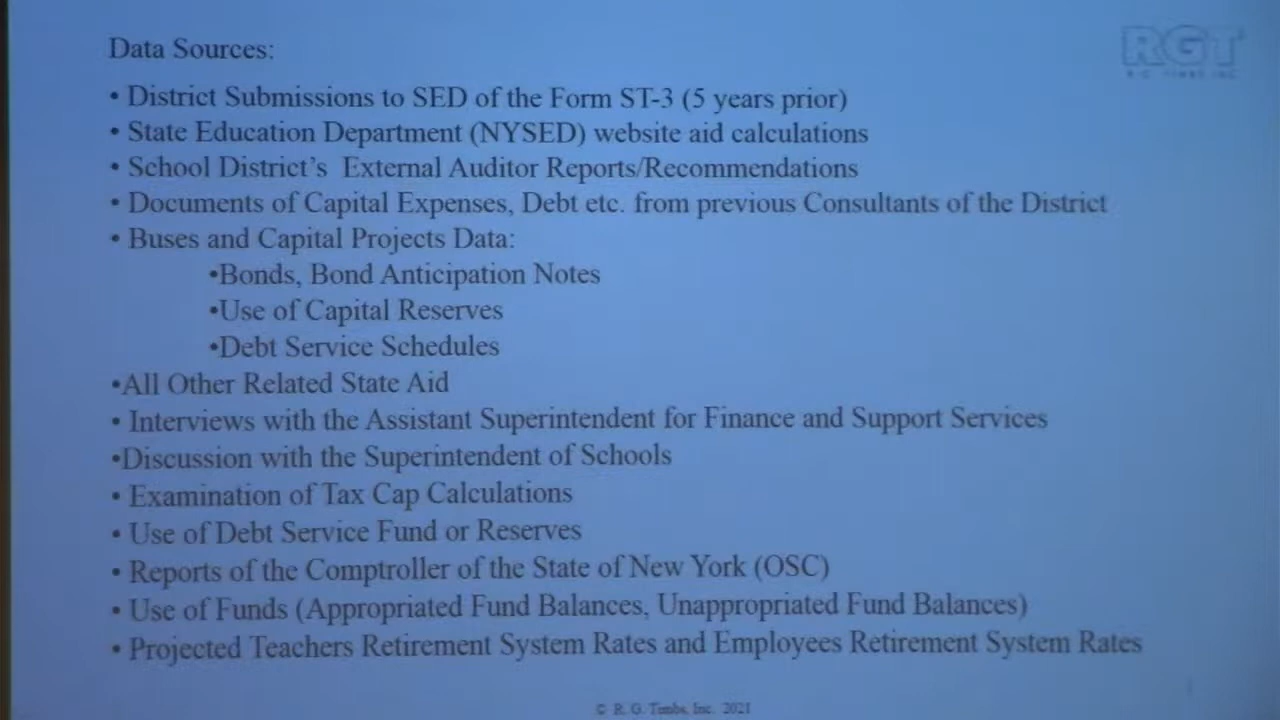 RGT
R.G. TIMBS, INC.
Data Sources:
• District Submissions to SED of the Form ST-3 (5 years prior)
• State Education Department (NYSED) website aid calculations
• School District’s  External Auditor Reports/Recommendations
• Documents of Capital Expenses, Debt etc. from previous Consultants of the District
• Buses and Capital Projects Data:
•Bonds, Bond Anticipation Notes
•Use of Capital Reserves
•Debt Service Schedules
•All Other Related State Aid
• Interviews with the Assistant Superintendent for Finance and Support Services
•Discussion with the Superintendent of Schools
• Examination of Tax Cap Calculations
• Use of Debt Service Fund or Reserves
• Reports of the Comptroller of the State of New York (OSC)
• Use of Funds (Appropriated Fund Balances, Unappropriated Fund Balances)
• Projected Teachers Retirement System Rates and Employees Retirement System Rates
© R. G. Timbs, Inc. 2021